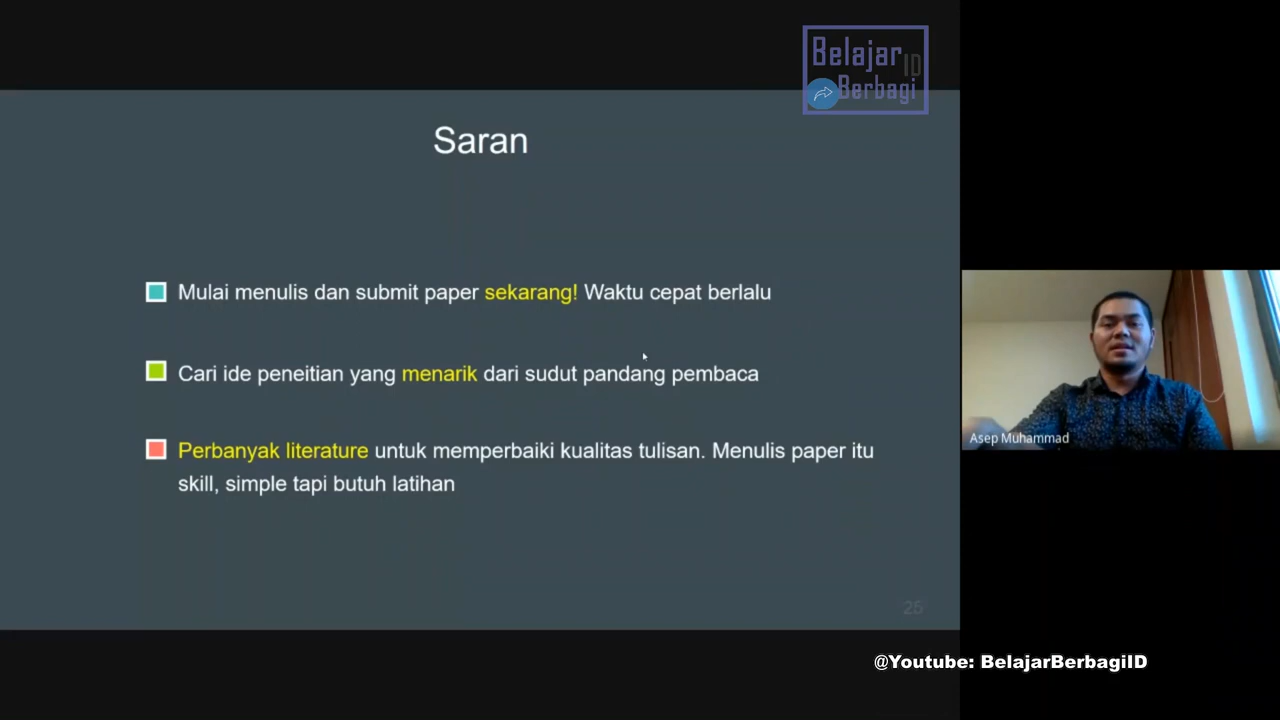 Belajar
ID
Berbagi
Saran
Mulai menulis dan submit paper sekarang! Waktu cepat berlalu
Cari ide peneitian yang menarik dari sudut pandang pembaca
Perbanyak literature untuk memperbaiki kualitas tulisan. Menulis paper itu
skill, simple tapi butuh latihan
Asep Muhammad
25
@Youtube: BelajarBerbagiID